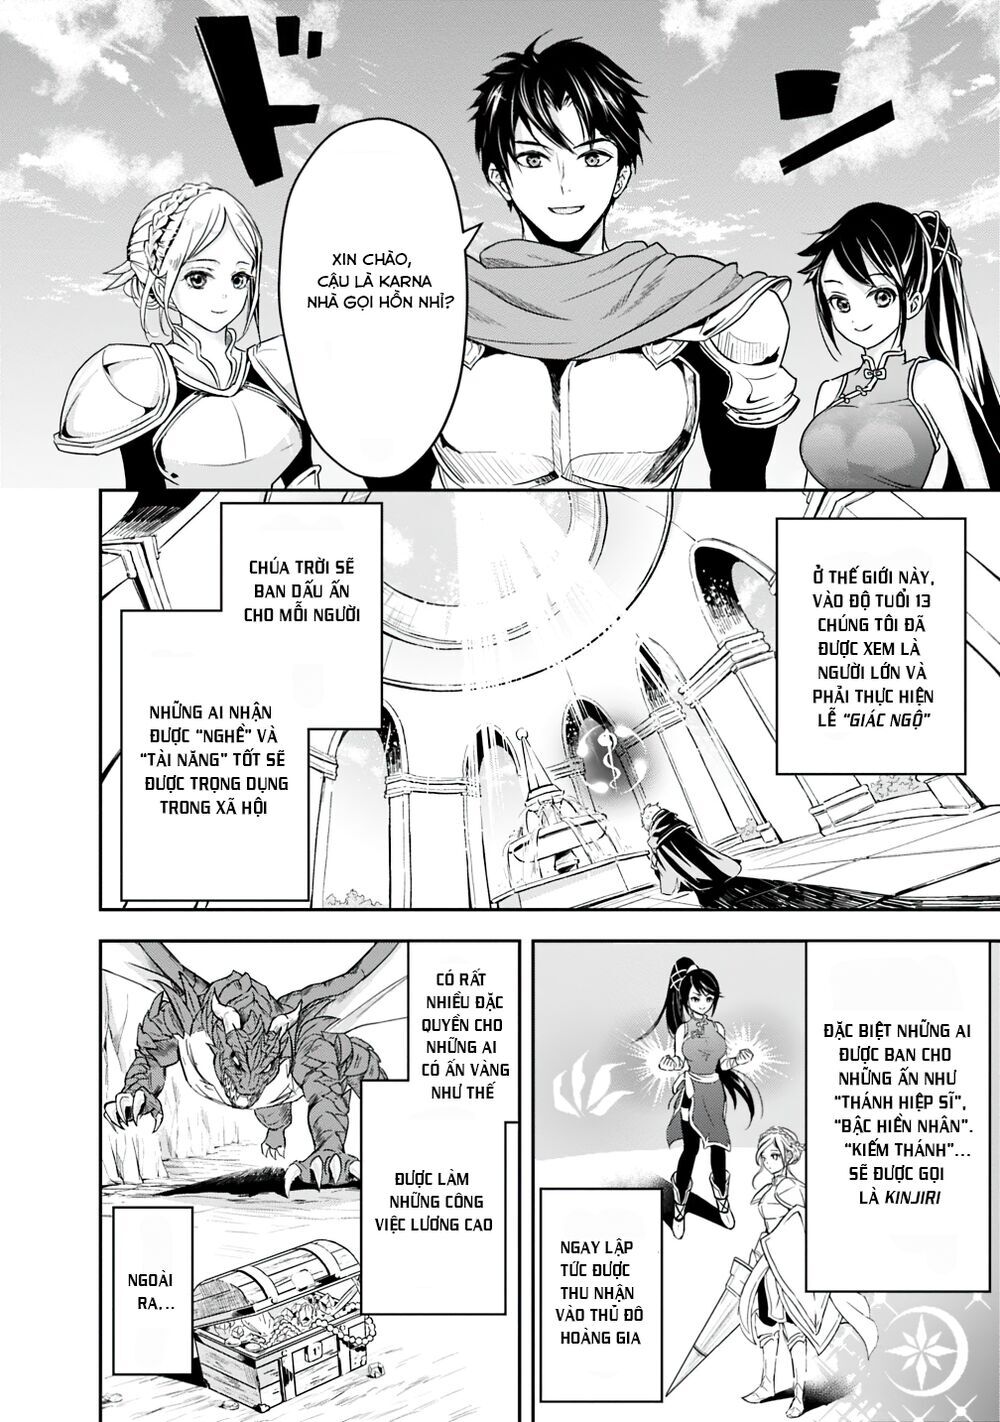 ドン
XIN CHÀO,
CẬU LÀ KARNA
NHÀ GỌI HỒN NHỈ?
Ở THẾ GIỚI NÀY,
VÀO ĐỘ TUỔI 13
CHÚNG TÔI ĐÃ
ĐƯỢC XEM LÀ
NGƯỜI LỚN VÀ
PHẢI THỰC HIỆN
LỄ “GIÁC NGỘ”
CHÚA TRỜI SẼ
BAN DẤU ẤN
CHO MỖI NGƯỜI
NHỮNG AI NHẬN
ĐƯỢC “NGHỀ” VÀ
“TÀI NĂNG” TỐT SẼ
ĐƯỢC TRỌNG DỤNG
TRONG XÃ HỘI
ĐẶC BIỆT NHỮNG AI
ĐƯỢC BAN CHO
NHỮNG ẤN NHƯ
“THÁNH HIỆP SĨ”,
“BẬC HIỀN NHÂN”.
“KIẾM THÁNH”...
SẼ ĐƯỢC GỌI
LÀ KINJIRI
NGAY LẬP
TỨC ĐƯỢC
THU NHẬN
VÀO THỦ ĐÔ
HOÀNG GIA
CÓ RẤT
NHIỀU ĐẶC
QUYỀN CHO
NHỮNG AI
CÓ ẤN VÀNG
NHƯ THẾ
ĐƯỢC LÀM
NHỮNG CÔNG
VIỆC LƯƠNG CAO
NGOÀI
RA,..